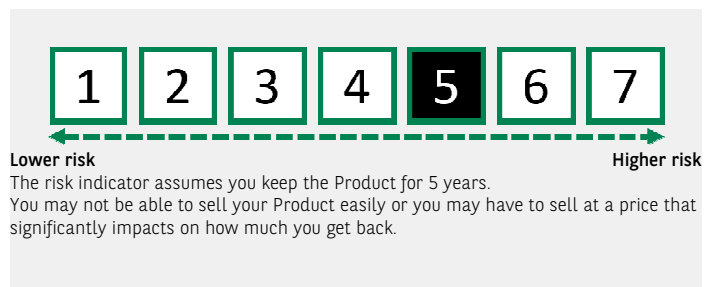 1 2 3 4 5 6 7
Lower risk Higher risk
The risk indicator assumes you keep the Product for 5 years.
You may not be able to sell your Product easily or you may have to sell at a price that
significantly impacts on how much you get back.